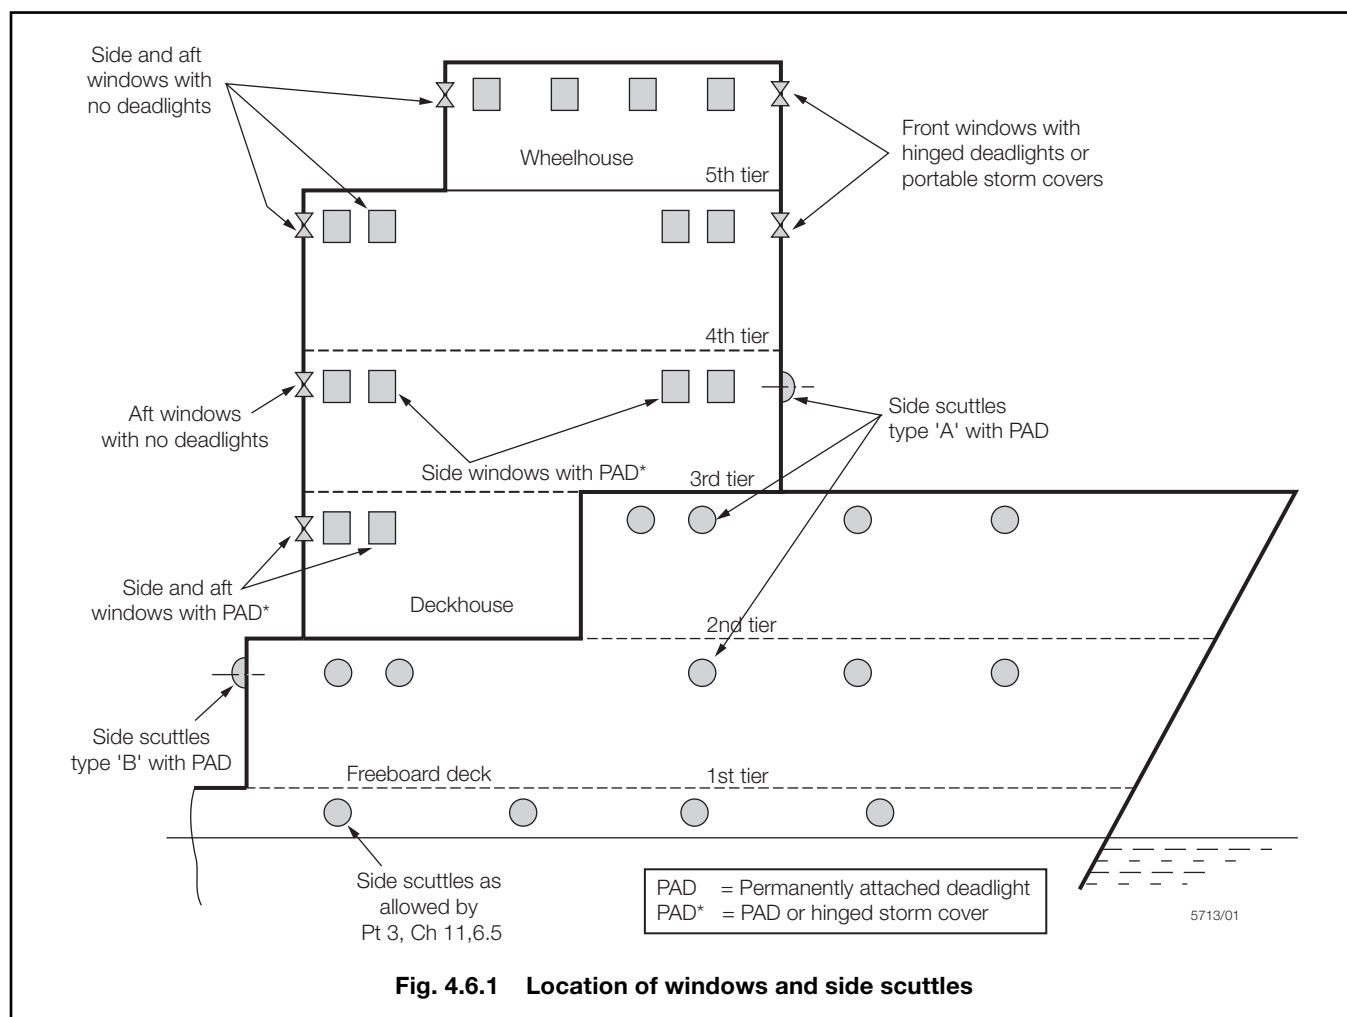 Side and aft
windows with
no deadlights
Wheelhouse
5th tier
Front windows with
hinged deadlights or
portable storm covers
4th tier
Aft windows
with no deadlights
Side scuttles
type 'A' with PAD
Side windows with PAD*
3rd tier
Side and aft
windows with PAD*
Deckhouse
2nd tier
Side scuttles
type 'B' with PAD
Freeboard deck
1st tier
Side scuttles as
allowed by
Pt 3, Ch 11,6.5
PAD = Permanently attached deadlight
PAD* = PAD or hinged storm cover
5713/01
Fig. 4.6.1 Location of windows and side scuttles